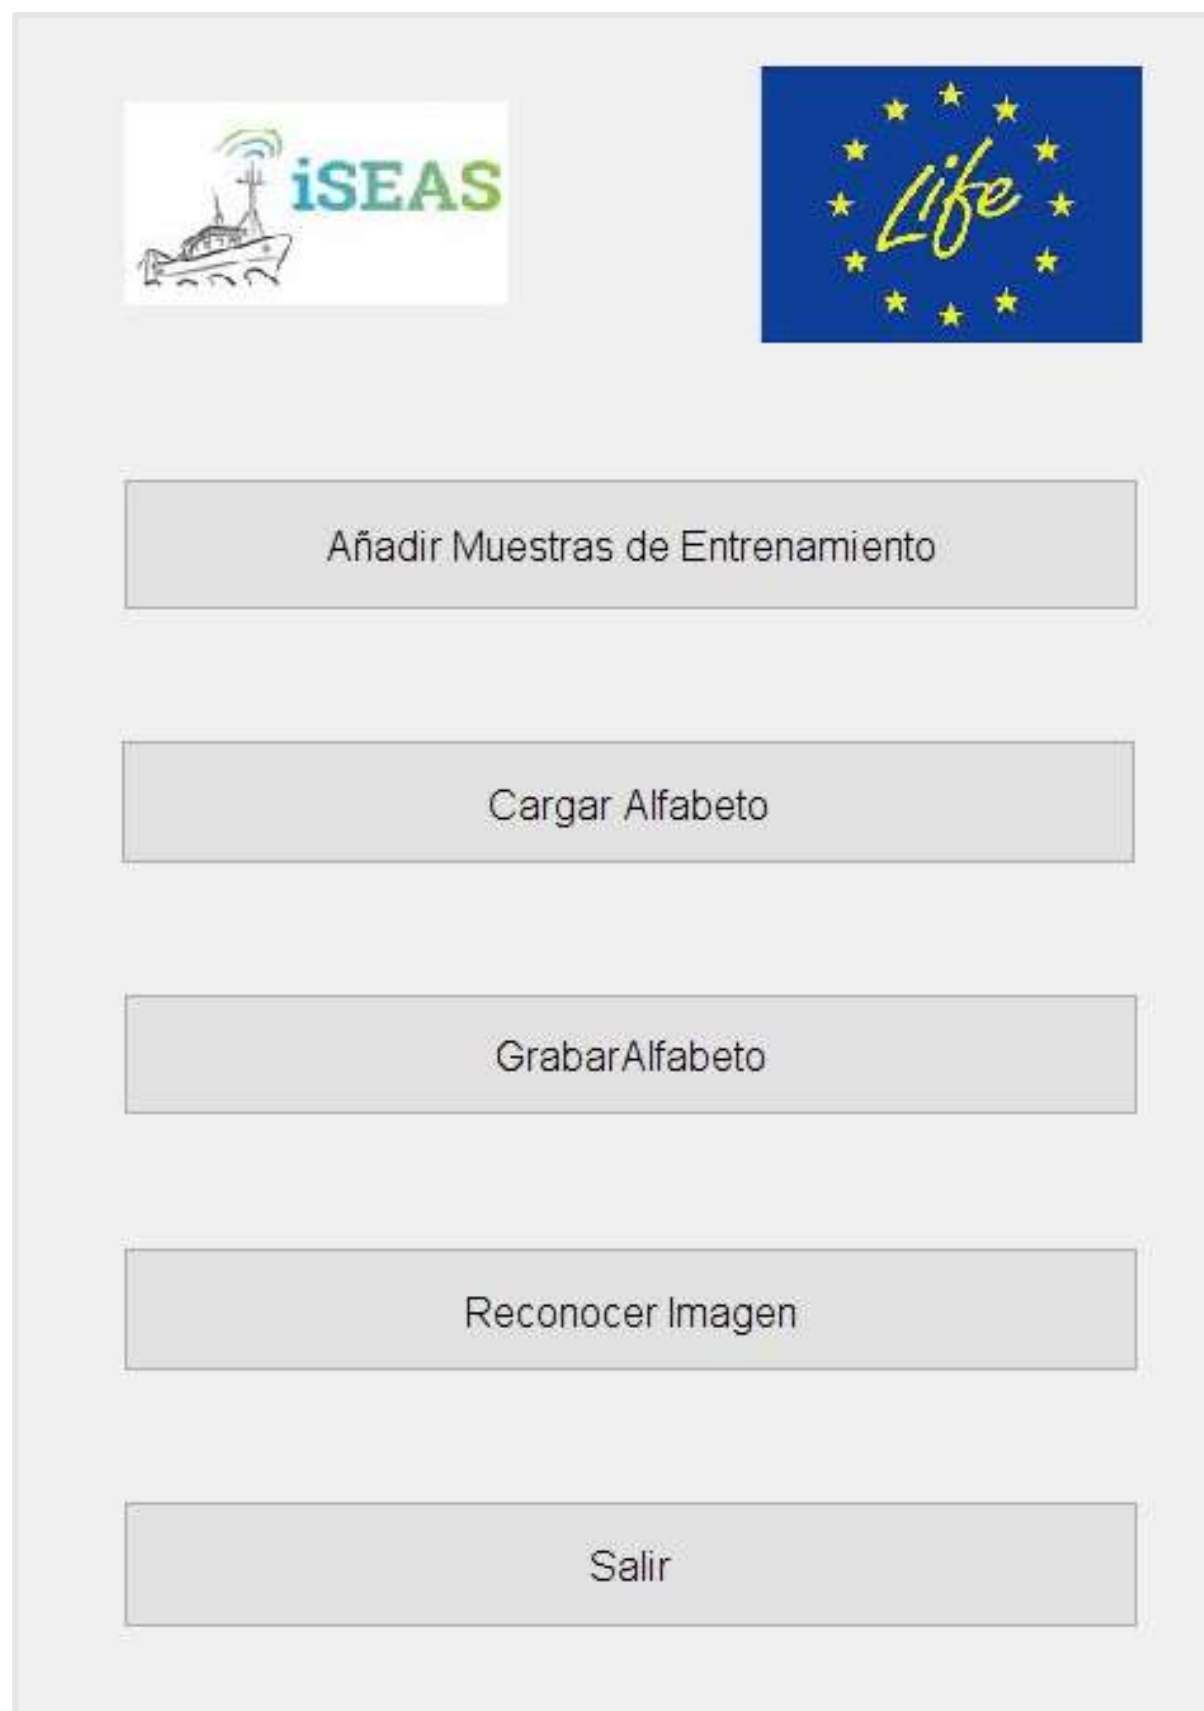 iSEAS
Life
Añadir Muestras de Entrenamiento
Cargar Alfabeto
GrabarAlfabeto
Reconocer Imagen
Salir